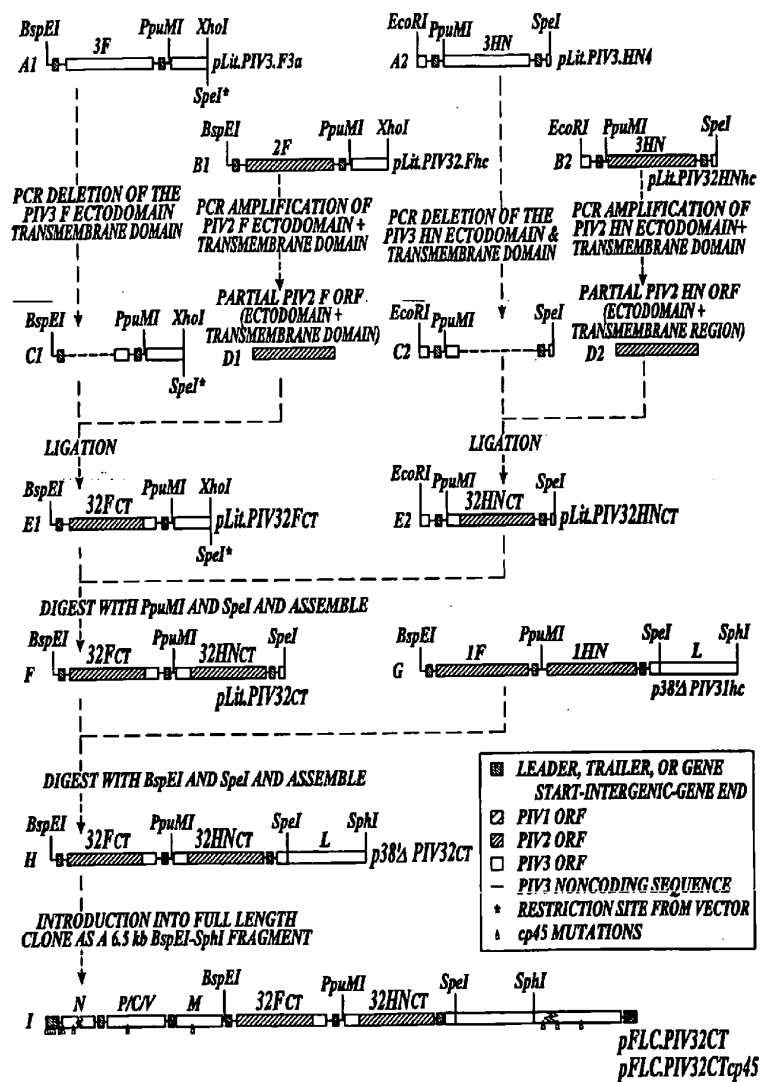 BspEI 3F PpuMI XhoI
A1 pLit.PIV3.F3a
SpeI*
EcoRI PpuMI 3HN SpeI
A2 pLit.PIV3.HN4
BspEI 2F PpuMI XhoI
B1 pLit.PIV32.Fhc
EcoRI PpuMI 3HN SpeI
B2 pLit.PIV32HNhc
PCR DELETION OF THE
PIV3 F ECTODOMAIN
TRANSMEMBRANE DOMAIN
PCR AMPLIFICATION OF
PIV2 F ECTODOMAIN +
TRANSMEMBRANE DOMAIN
PCR DELETION OF THE
PIV3 HN ECTODOMAIN &
TRANSMEMBRANE DOMAIN
PCR AMPLIFICATION OF
PIV2 HN ECTODOMAIN+
TRANSMEMBRANE DOMAIN
BspEI PpuMI XhoI
C1
SpeI*
PARTIAL PIV2 F ORF
(ECTODOMAIN +
TRANSMEMBRANE DOMAIN)
D1
EcoRI PpuMI SpeI
C2
PARTIAL PIV2 HN ORF
(ECTODOMAIN +
TRANSMEMBRANE REGION)
D2
LIGATION
LIGATION
BspEI 32FCT PpuMI XhoI
E1 pLit.PIV32FCT
SpeI*
EcoRI PpuMI 32HNCT SpeI
E2 pLit.PIV32HNCT
DIGEST WITH PpuMI AND SpeI AND ASSEMBLE
BspEI 32FCT PpuMI 32HNCT SpeI
F
pLit.PIV32CT
BspEI 1F PpuMI 1HN SpeI L SphI
G
p38'Δ PIV31hc
DIGEST WITH BspEI AND SpeI AND ASSEMBLE
BspEI 32FCT PpuMI 32HNCT SpeI L SphI
H p38'Δ PIV32CT
LEADER, TRAILER, OR GENE
START-INTERGENIC-GENE END
PIV1 ORF
PIV2 ORF
PIV3 ORF
PIV3 NONCODING SEQUENCE
* RESTRICTION SITE FROM VECTOR
cp45 MUTATIONS
INTRODUCTION INTO FULL LENGTH
CLONE AS A 6.5 kb BspEI-SphI FRAGMENT
N P/C/V M BspEI 32FCT PpuMI 32HNCT SpeI SphI
I
pFLC.PIV32CT
pFLC.PIV32CTcp45